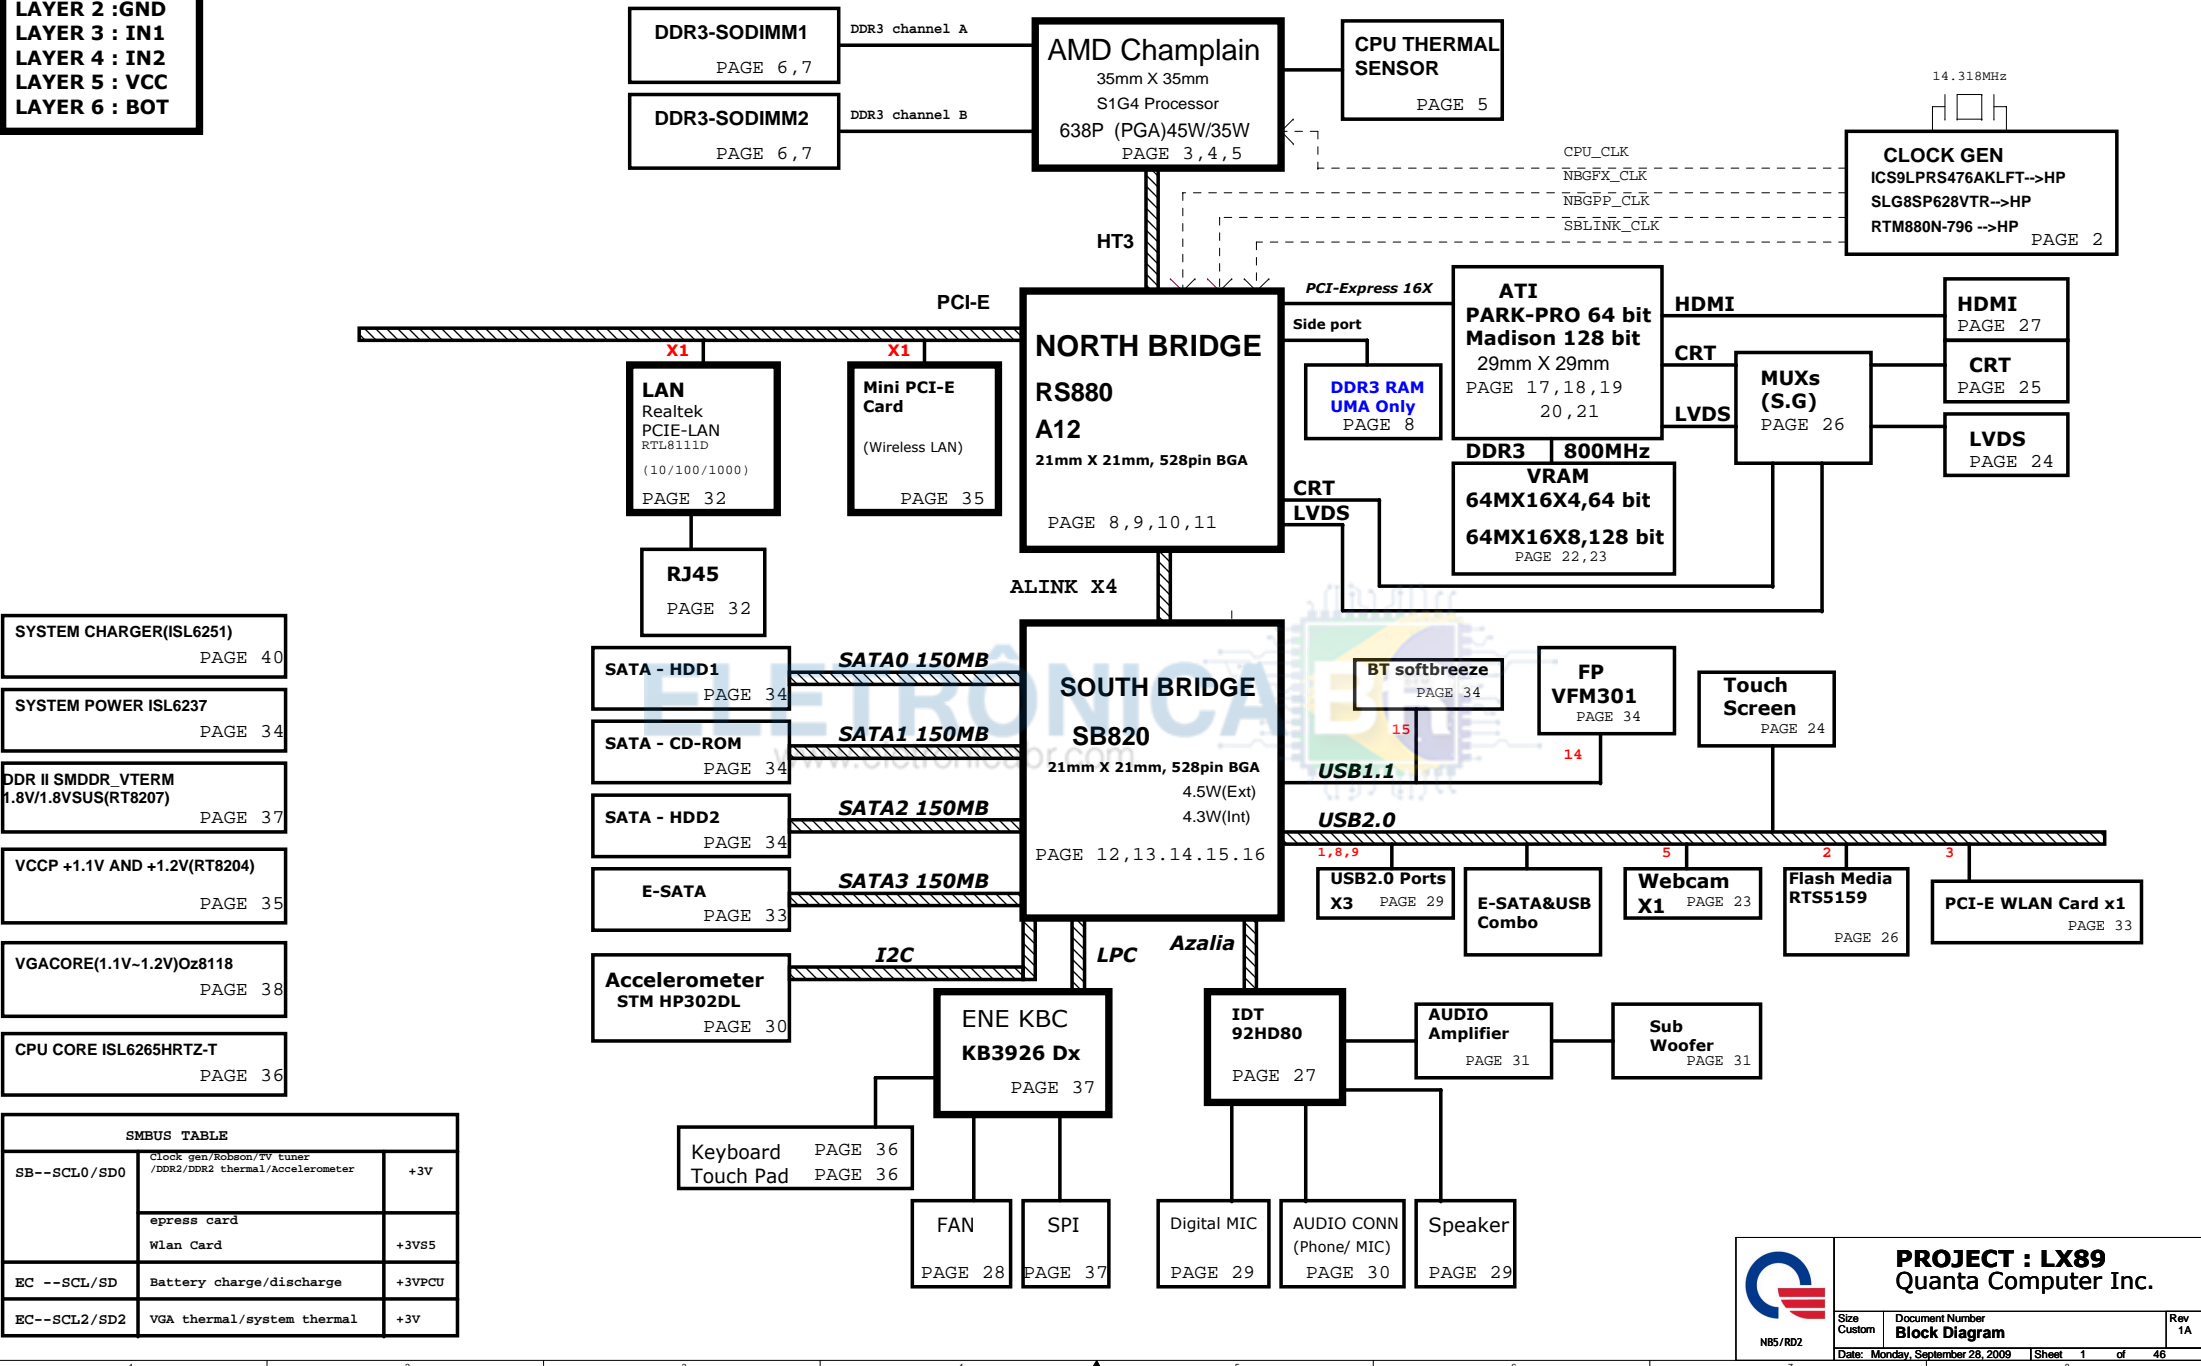 LAYER 2 :GND
LAYER 3 : IN1
LAYER 4 : IN2
LAYER 5 : VCC
LAYER 6 : BOT
DDR3-SODIMM1
PAGE 6,7
DDR3 channel A
DDR3-SODIMM2
PAGE 6,7
DDR3 channel B
AMD Champlain
35mm X 35mm
S1G4 Processor
638P (PGA)45W/35W
PAGE 3,4,5
CPU THERMAL
SENSOR
PAGE 5
14.318MHz
CLOCK GEN
ICS9LPRS476AKLFT-->HP
SLG8SP628VTR-->HP
RTM880N-796 -->HP
PAGE 2
CPU_CLK
NBGFX_CLK
NBGPP_CLK
SBLINK_CLK
HT3
PCI-E
X1
X1
LAN
Realtek
PCIE-LAN
RTL8111D
(10/100/1000)
PAGE 32
Mini PCI-E
Card
(Wireless LAN)
PAGE 35
RJ45
PAGE 32
NORTH BRIDGE
RS880
A12
21mm X 21mm, 528pin BGA
PAGE 8,9,10,11
PCI-Express 16X
Side port
DDR3 RAM
UMA Only
PAGE 8
ATI
PARK-PRO 64 bit
Madison 128 bit
29mm X 29mm
PAGE 17,18,19
20,21
DDR3
800MHz
VRAM
64MX16X4,64 bit
64MX16X8,128 bit
PAGE 22,23
HDMI
CRT
LVDS
MUXs
(S.G)
PAGE 26
HDMI
PAGE 27
CRT
PAGE 25
LVDS
PAGE 24
CRT
LVDS
ALINK X4
SYSTEM CHARGER(ISL6251)
PAGE 40
SYSTEM POWER ISL6237
PAGE 34
DDR II SMDDR_VTERM
1.8V/1.8VSUS(RT8207)
PAGE 37
VCCP +1.1V AND +1.2V(RT8204)
PAGE 35
VGACORE(1.1V~1.2V)Oz8118
PAGE 38
CPU CORE ISL6265HRTZ-T
PAGE 36
SATA - HDD1
PAGE 34
SATA0 150MB
SATA - CD-ROM
PAGE 34
SATA1 150MB
SATA - HDD2
PAGE 34
SATA2 150MB
E-SATA
PAGE 33
SATA3 150MB
Accelerometer
STM HP302DL
PAGE 30
I2C
ELETRÔNICABR
www.eletronicabr.com
SOUTH BRIDGE
SB820
21mm X 21mm, 528pin BGA
4.5W(Ext)
4.3W(Int)
PAGE 12,13.14.15.16
BT softbreeze
PAGE 34
15
FP
VFM301
PAGE 34
14
Touch
Screen
PAGE 24
USB1.1
USB2.0
1,8,9
5
2
3
USB2.0 Ports
X3 PAGE 29
E-SATA&USB
Combo
Webcam
X1 PAGE 23
Flash Media
RTS5159
PAGE 26
PCI-E WLAN Card x1
PAGE 33
LPC
Azalia
ENE KBC
KB3926 Dx
PAGE 37
IDT
92HD80
PAGE 27
AUDIO
Amplifier
PAGE 31
Sub
Woofer
PAGE 31
Keyboard PAGE 36
Touch Pad PAGE 36
FAN
PAGE 28
SPI
PAGE 37
Digital MIC
PAGE 29
AUDIO CONN
(Phone/ MIC)
PAGE 30
Speaker
PAGE 29
SMBUS TABLE
SB--SCL0/SD0
Clock gen/Robson/TV tuner
/DDR2/DDR2 thermal/Accelerometer
+3V
epress card
Wlan Card
+3VS5
EC --SCL/SD
Battery charge/discharge
+3VPCU
EC--SCL2/SD2
VGA thermal/system thermal
+3V
NB5/RD2
PROJECT : LX89
Quanta Computer Inc.
Size
Custom
Document Number
Block Diagram
Rev
1A
Date: Monday, September 28, 2009
Sheet 1 of 46